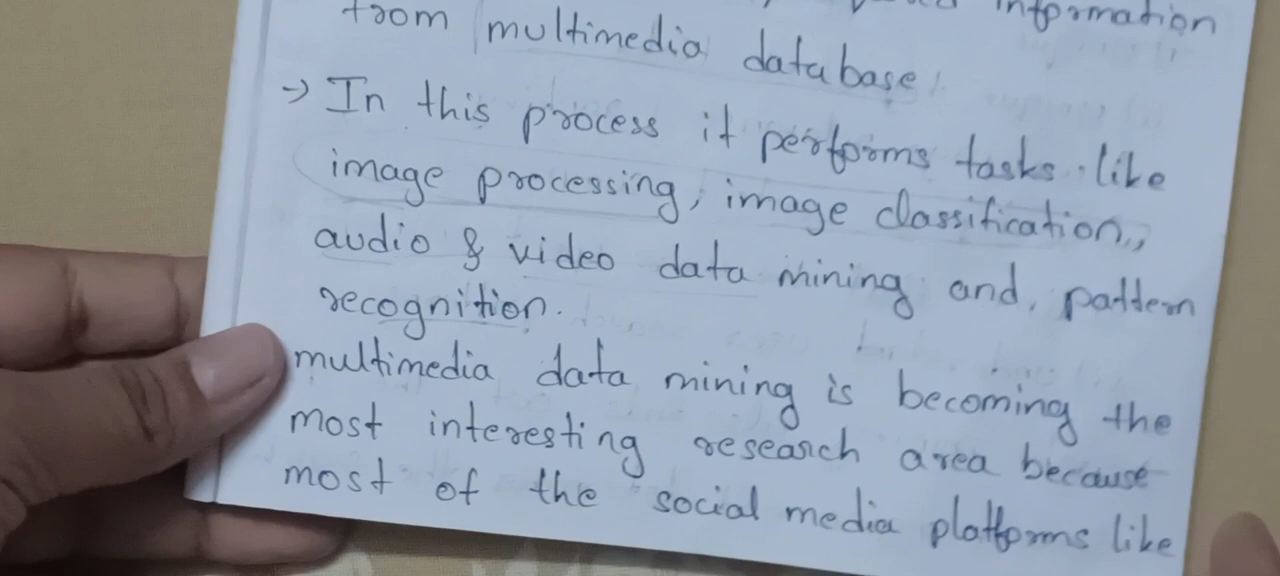 information
from multimedia database.
→ In this process it performs tasks like
image processing, image classification,,
audio & video data mining and, pattern
recognition.
multimedia data mining is becoming the
most interesting research area because
most of the social media platforms like